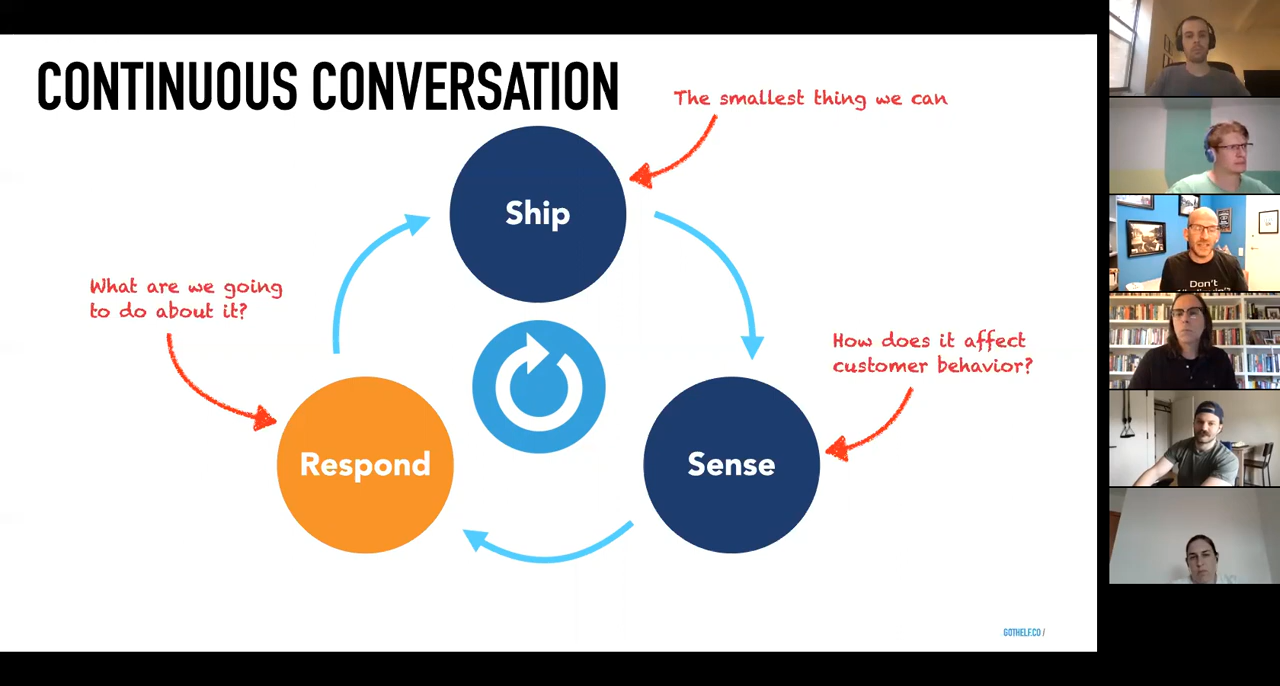 CONTINUOUS CONVERSATION
The smallest thing we can
Ship
What are we going
to do about it?
How does it affect
customer behavior?
Respond
Sense
GOTHELF.CO /
Don't